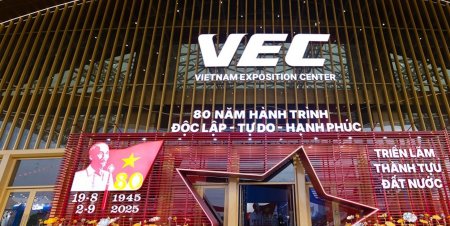 VEC
VIETNAM EXPOSITION CENTER
80 NĂM HÀNH TRÌNH
ĐỘC LẬP - TỰ DO - HẠNH PHÚC
TRIỂN LÃM
THÀNH TỰU
ĐẤT NƯỚC
80
19-8 1945
2-9 2025